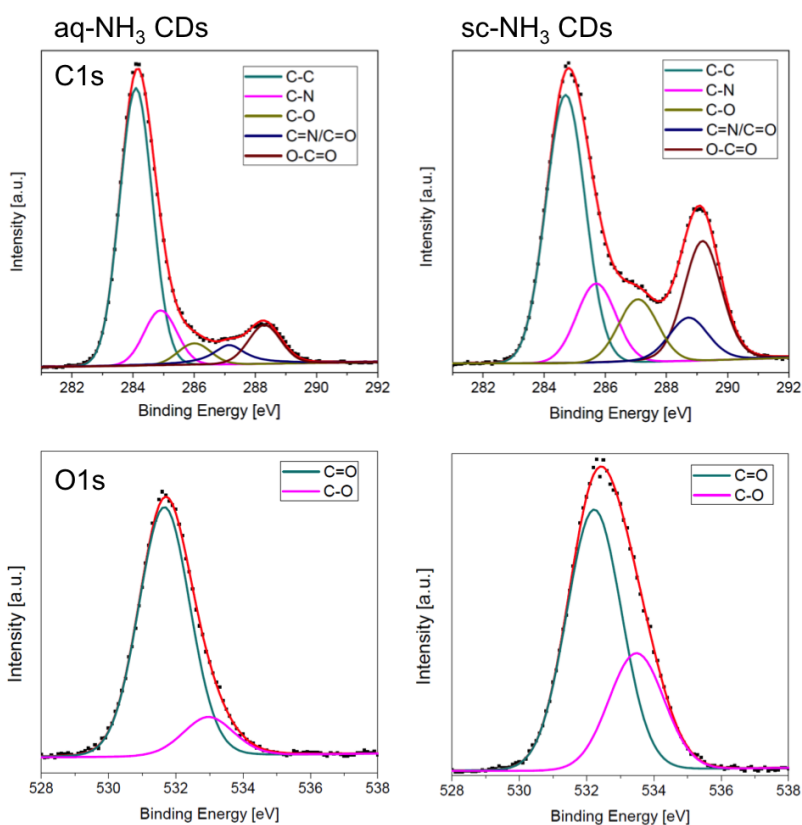 aq-NH3 CDs
sc-NH3 CDs
C1s
C-C
C-N
C-O
C=N/C=O
O-C=O
Intensity [a.u.]
282 284 286 288 290 292
Binding Energy [eV]
C-C
C-N
C-O
C=N/C=O
O-C=O
Intensity [a.u.]
282 284 286 288 290 292
Binding Energy [eV]
O1s
C=O
C-O
Intensity [a.u.]
528 530 532 534 536 538
Binding Energy [eV]
C=O
C-O
Intensity [a.u.]
528 530 532 534 536 538
Binding Energy [eV]